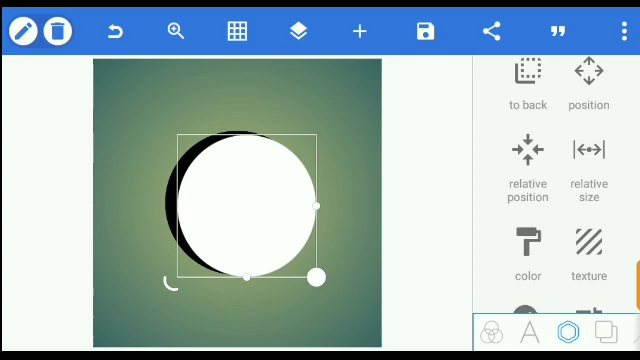 to back
position
relative position
relative size
color
texture